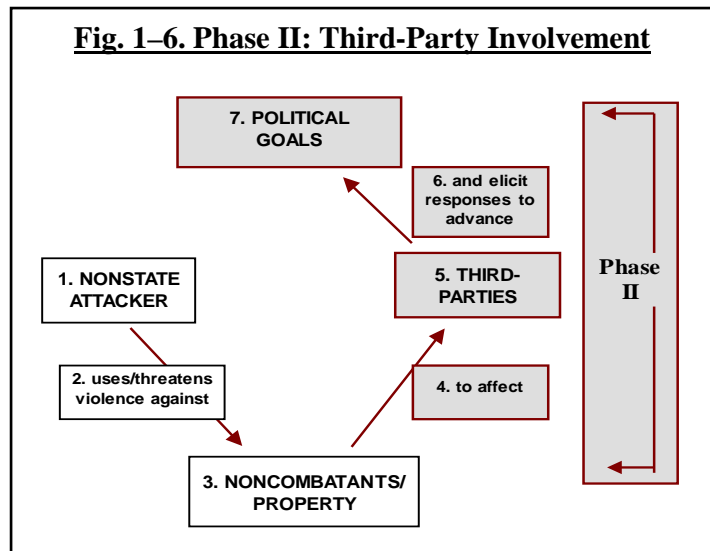 Fig. 1–6. Phase II: Third-Party Involvement
7. POLITICAL
GOALS
6. and elicit
responses to
advance
1. NONSTATE
ATTACKER
5. THIRD-
PARTIES
Phase
II
2. uses/threatens
violence against
4. to affect
3. NONCOMBATANTS/
PROPERTY